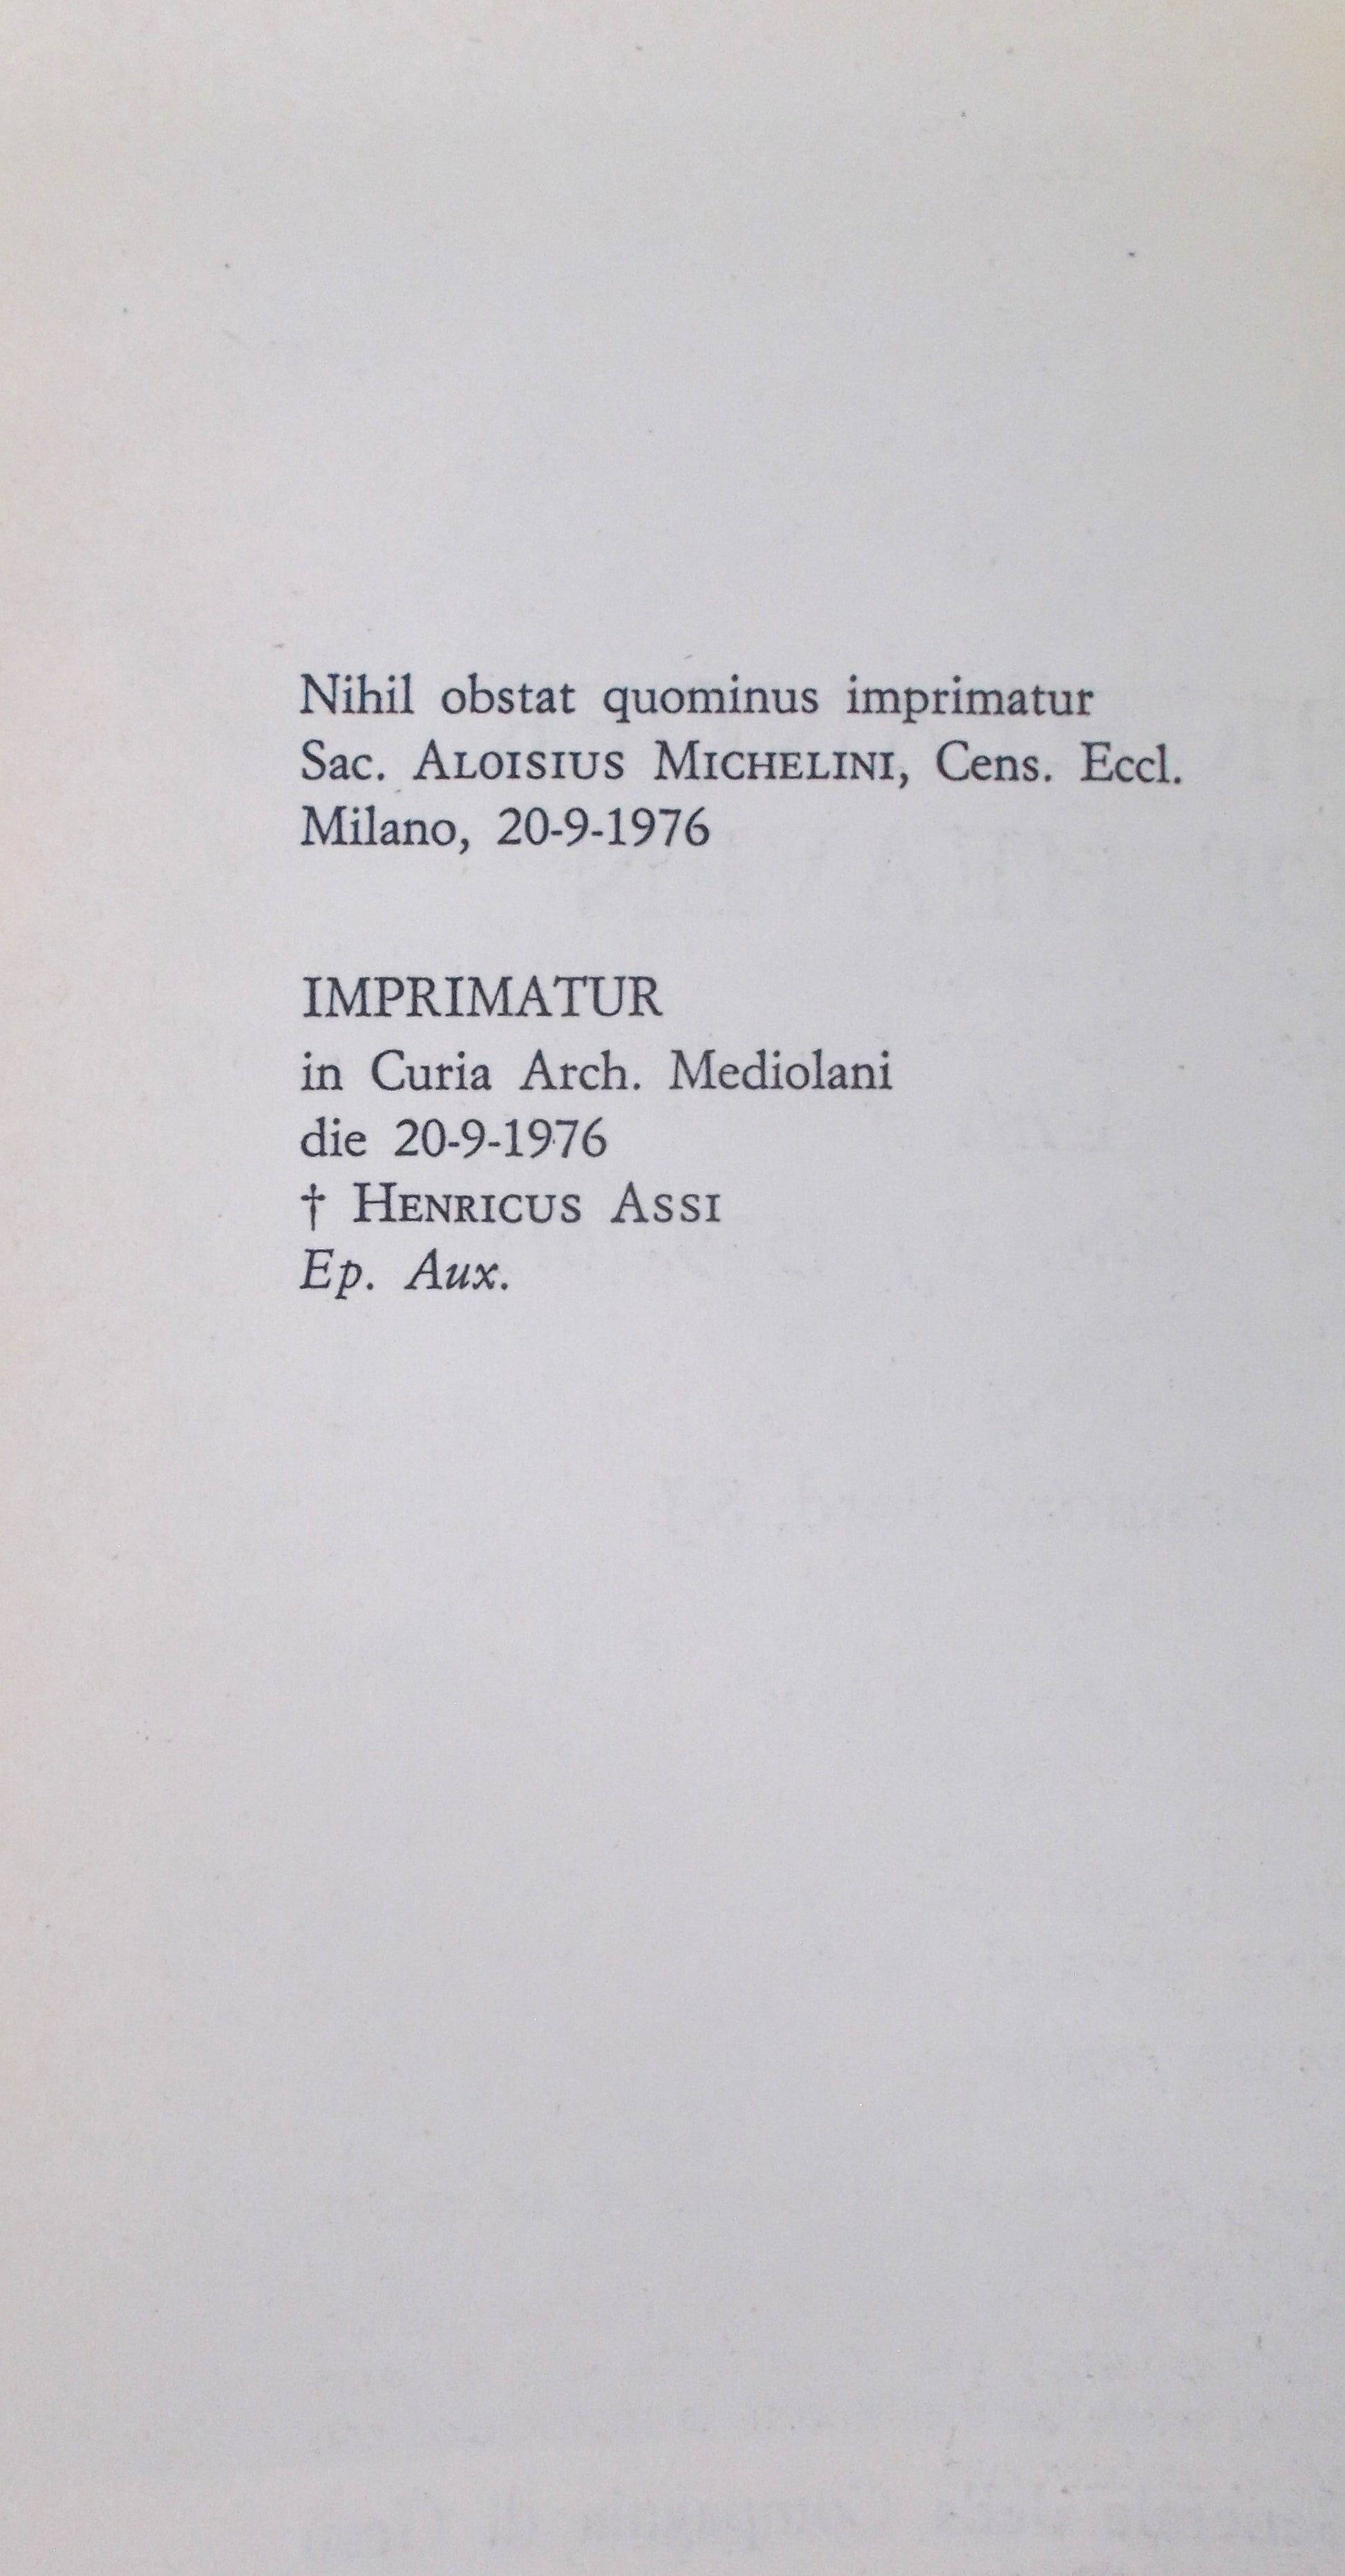 Nihil obstat quominus imprimatur
Sac. ALOISIUS MICHELINI, Cens. Eccl.
Milano, 20-9-1976
IMPRIMATUR
in Curia Arch. Mediolani
die 20-9-1976
† HENRICUS ASSI
Ep. Aux.